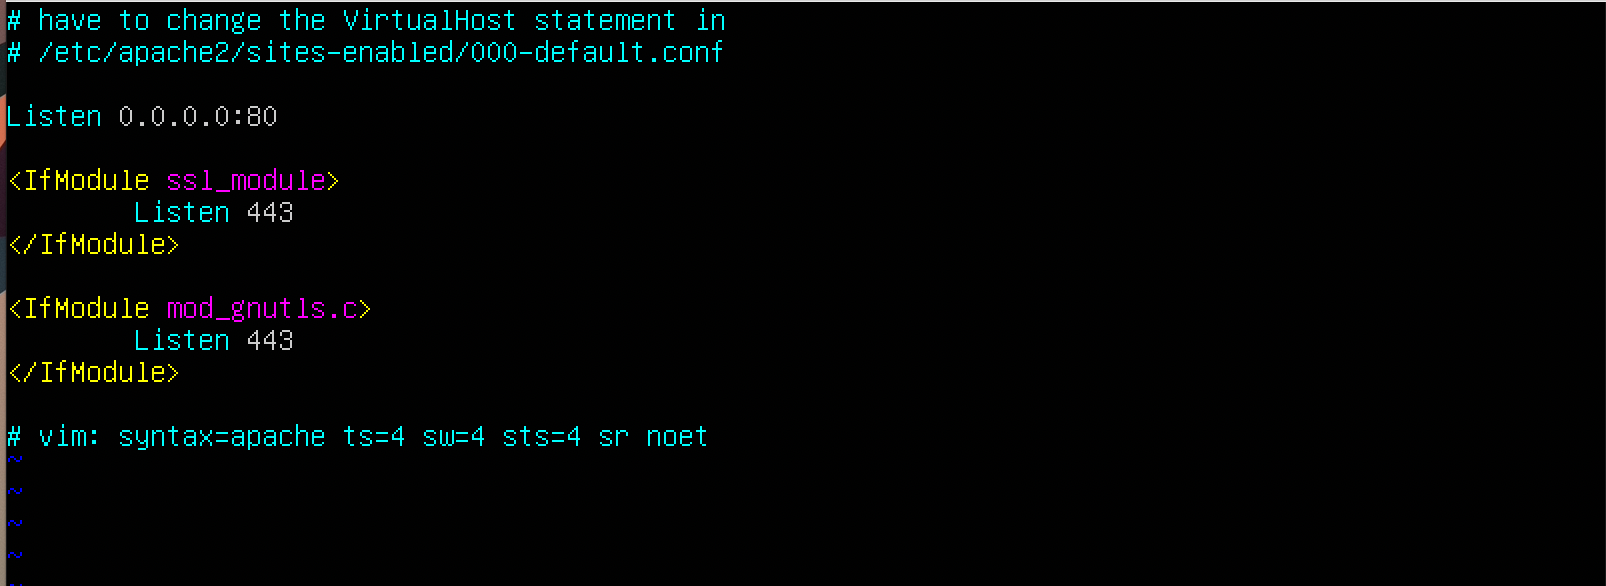 # have to change the VirtualHost statement in
# /etc/apache2/sites-enabled/000-default.conf
Listen 0.0.0.0:80
<IfModule ssl_module>
Listen 443
</IfModule>
<IfModule mod_gnutls.c>
Listen 443
</IfModule>
# vim: syntax=apache ts=4 sw=4 sts=4 sr noet
~
~
~
~
~